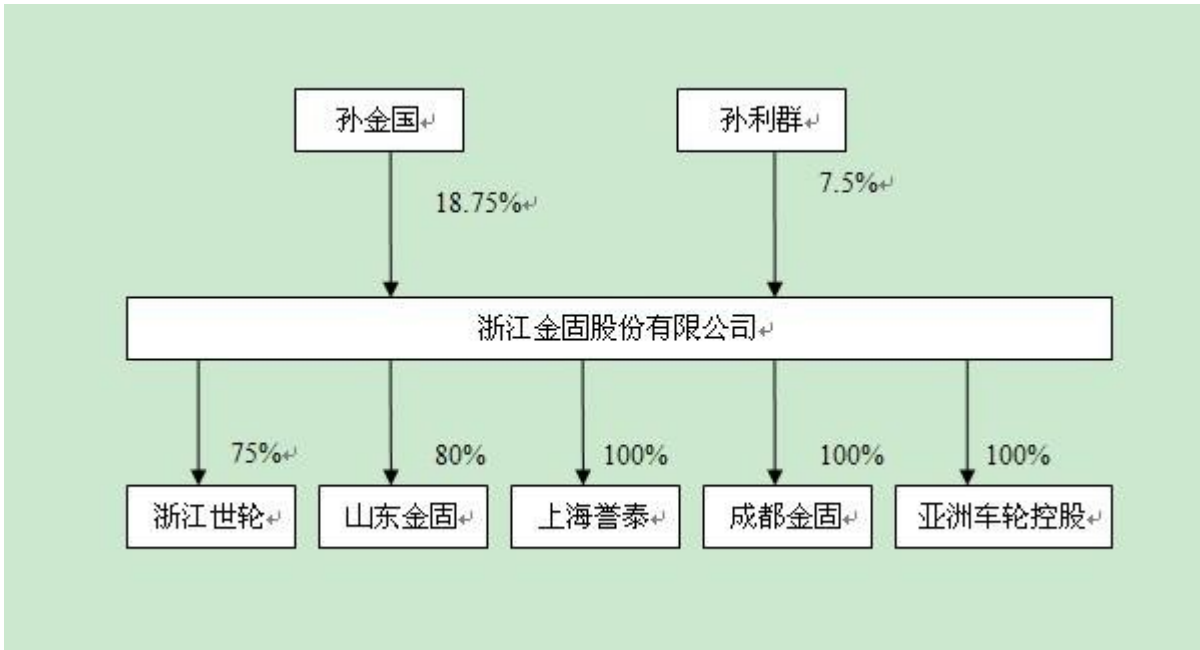 孙金国
孙利群
18.75%
7.5%
浙江金固股份有限公司
75%
80%
100%
100%
100%
浙江世轮
山东金固
上海誉泰
成都金固
亚洲车轮控股